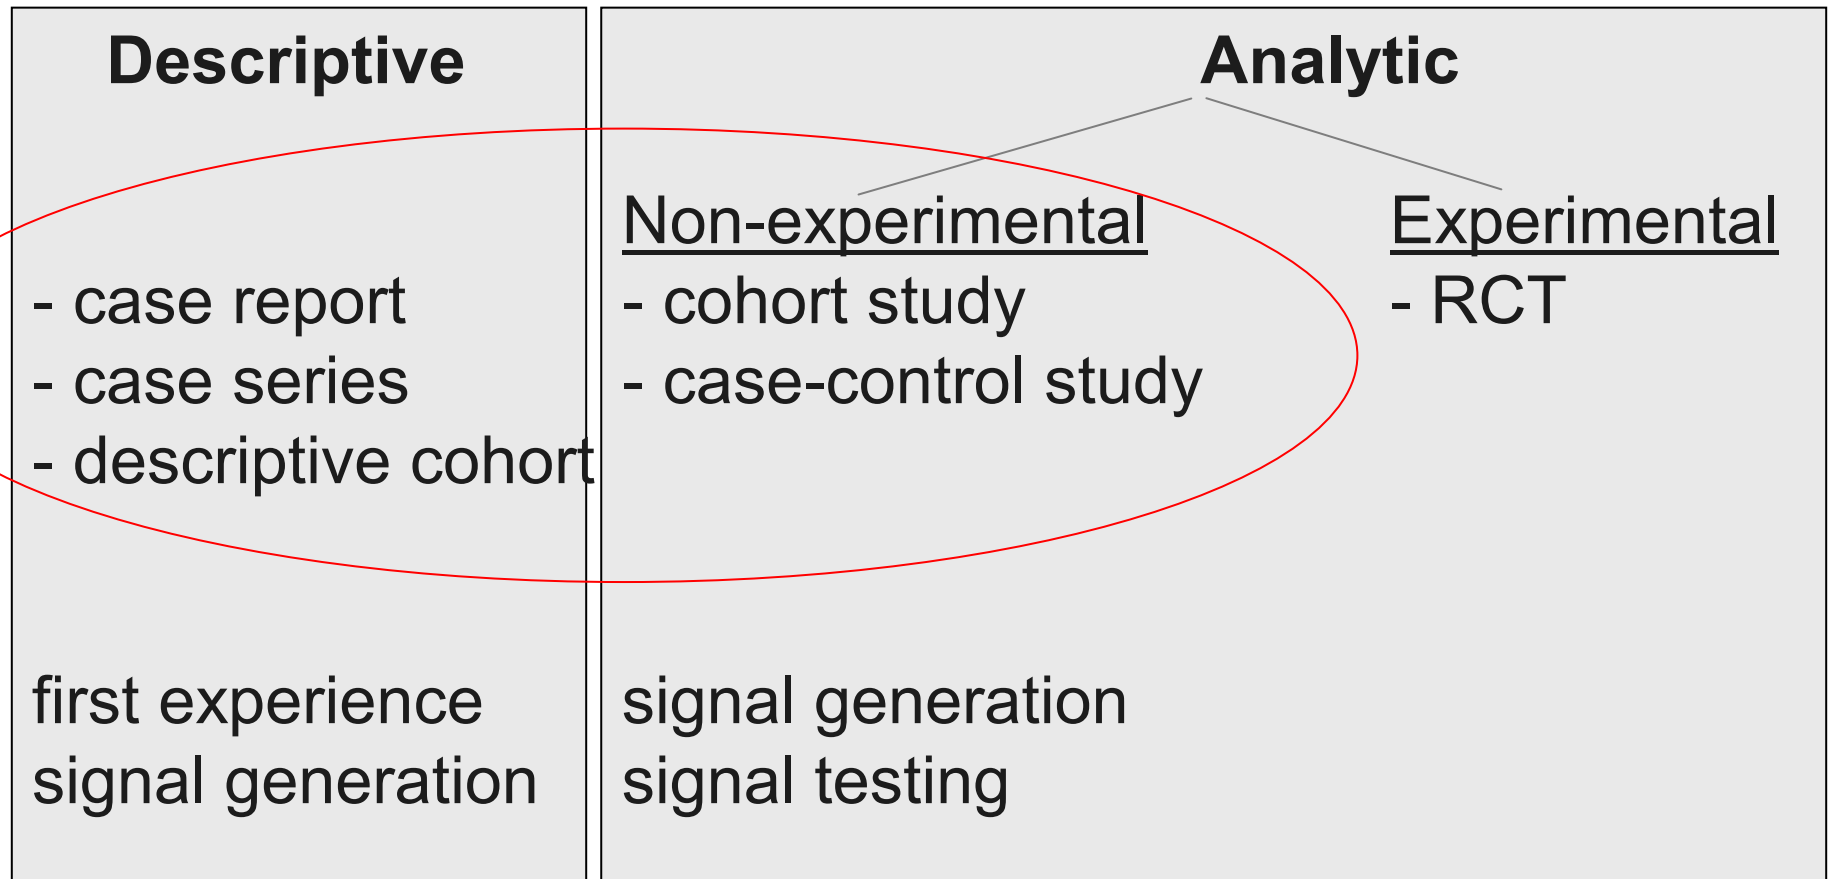 Descriptive
- case report
- case series
- descriptive cohort
first experience
signal generation
Analytic
Non-experimental
- cohort study
- case-control study
Experimental
- RCT
signal generation
signal testing